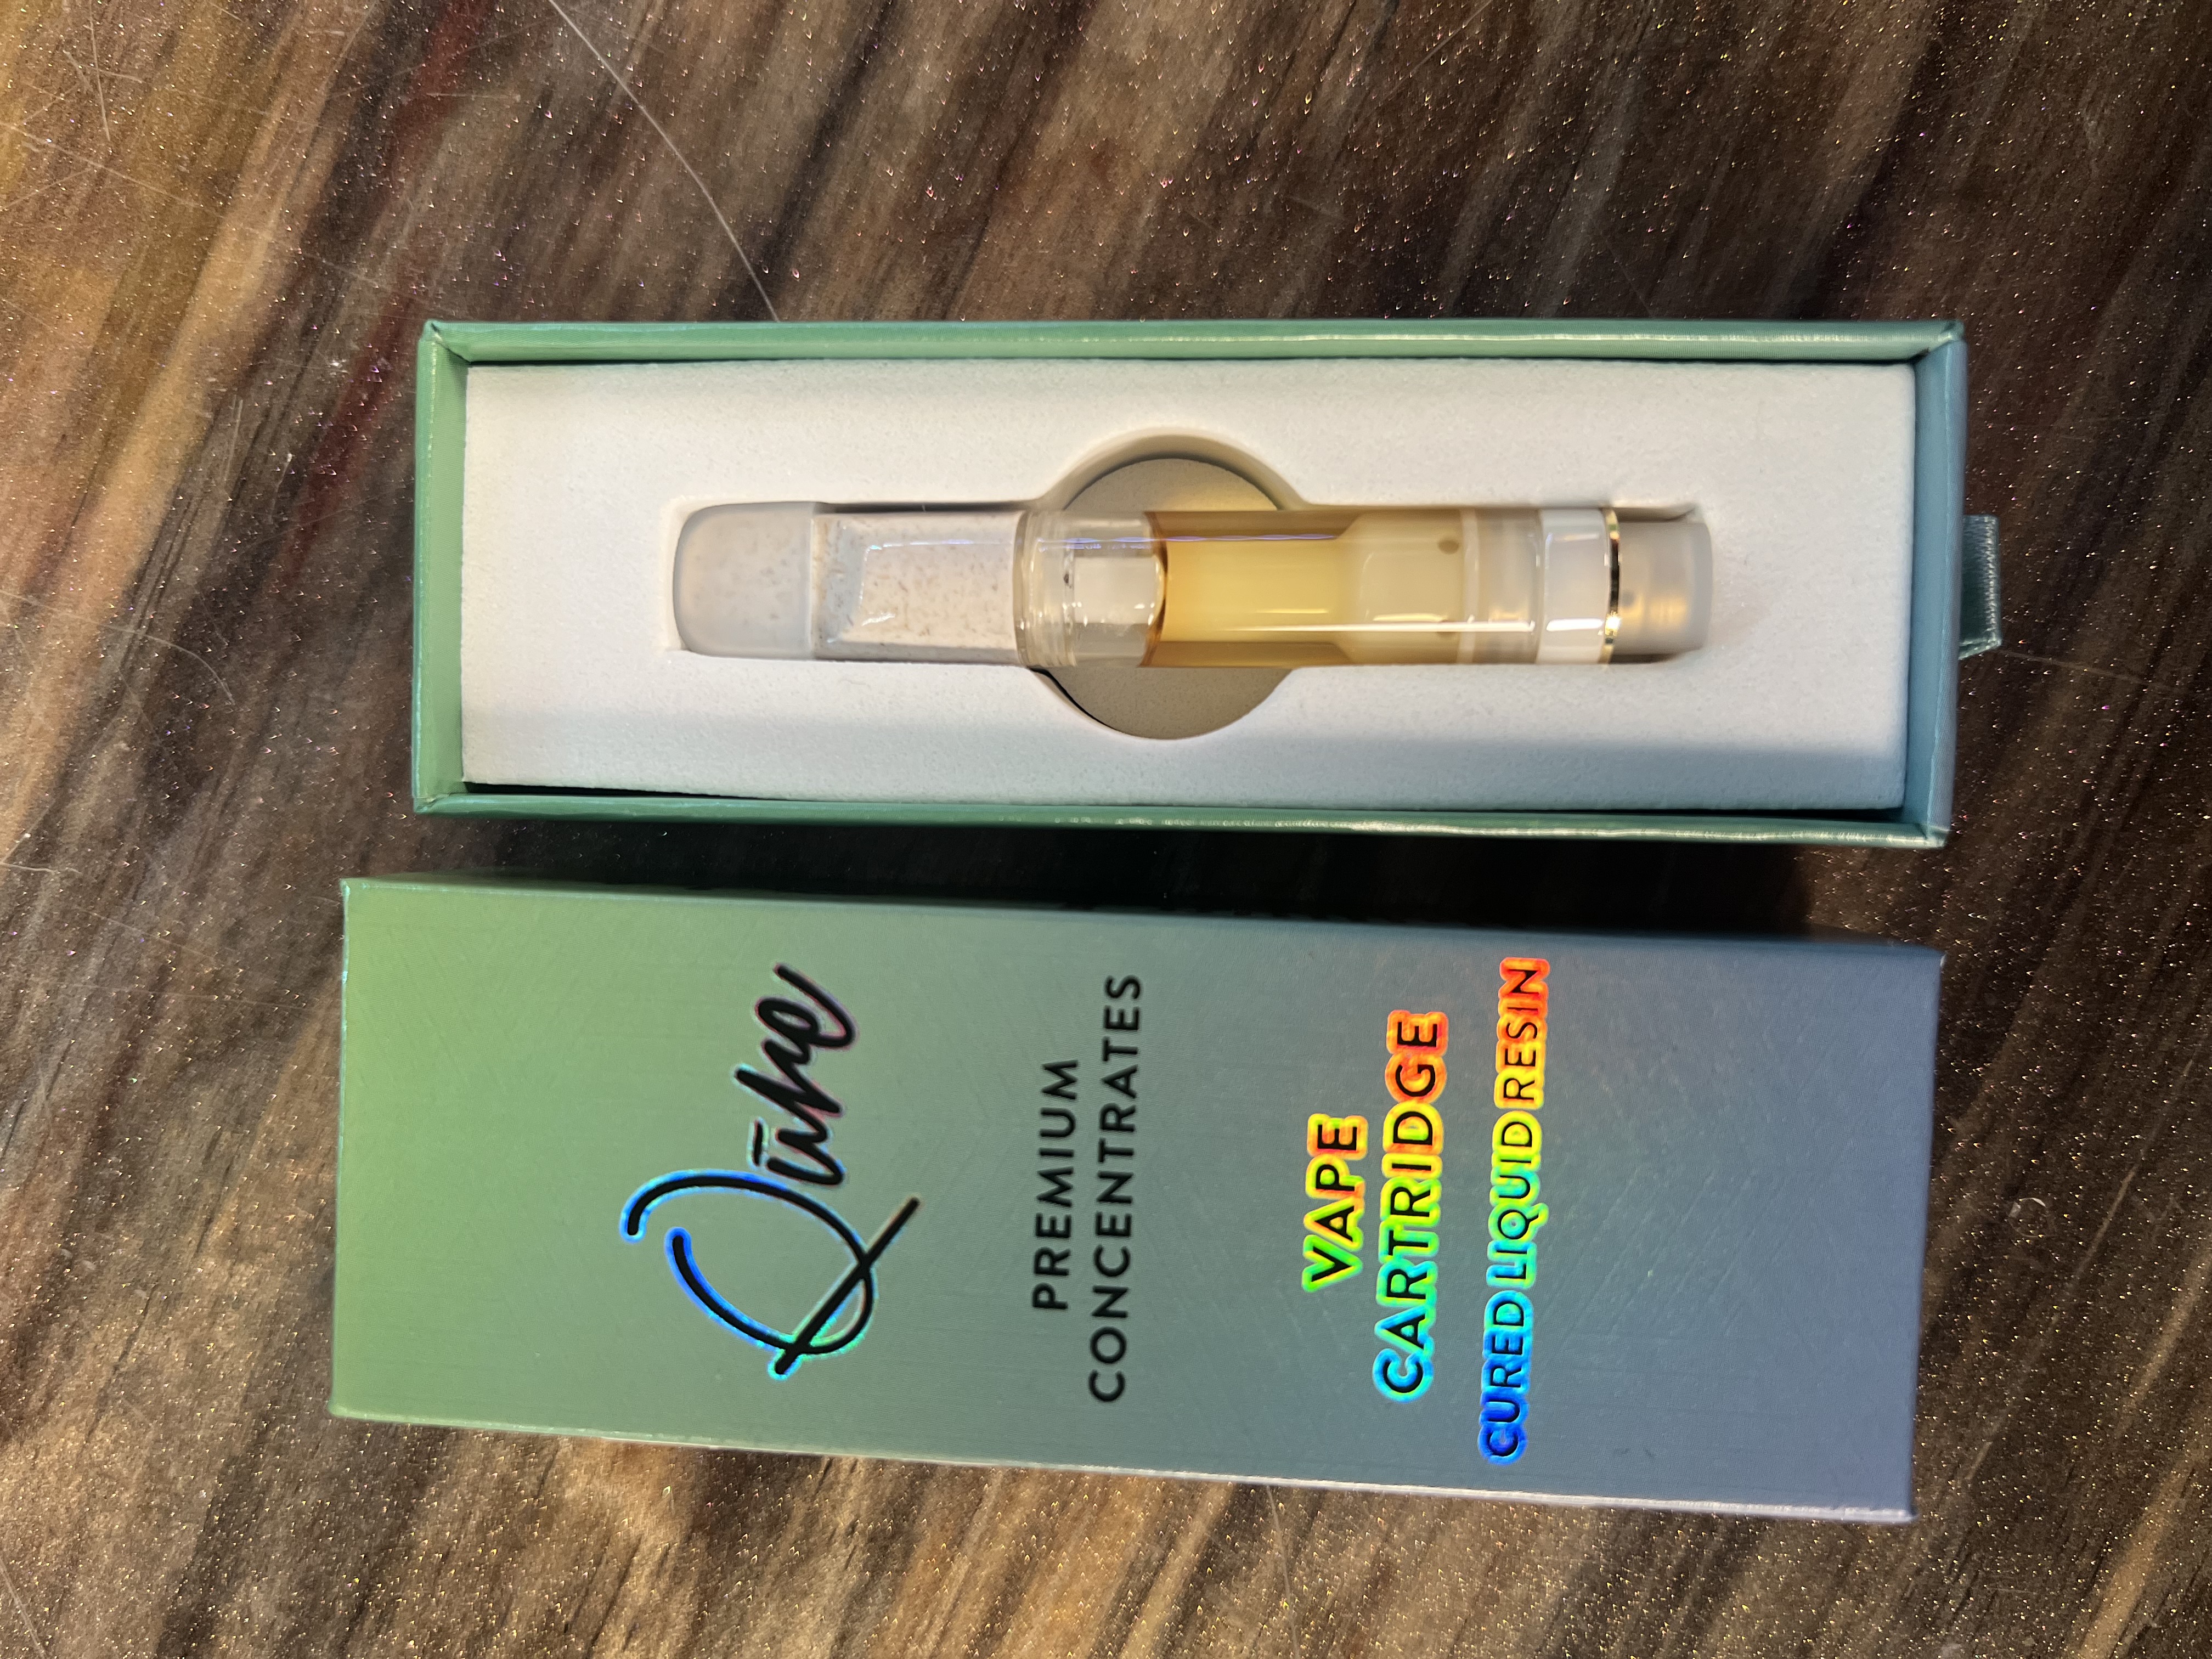 Qūhe
PREMIUM
CONCENTRATES
VAPE
CARTRIDGE
CURED LIQUID RESIN